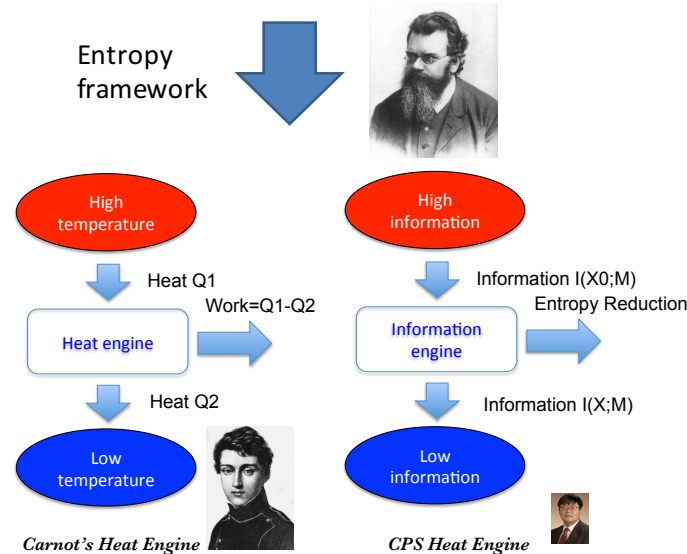 Entropy
framework
High
temperature
High
information
Heat Q1
Information I(X0;M)
Work=Q1-Q2
Entropy Reduction
Heat engine
Information
engine
Heat Q2
Information I(X;M)
Low
temperature
Low
information
Carnot's Heat Engine
CPS Heat Engine